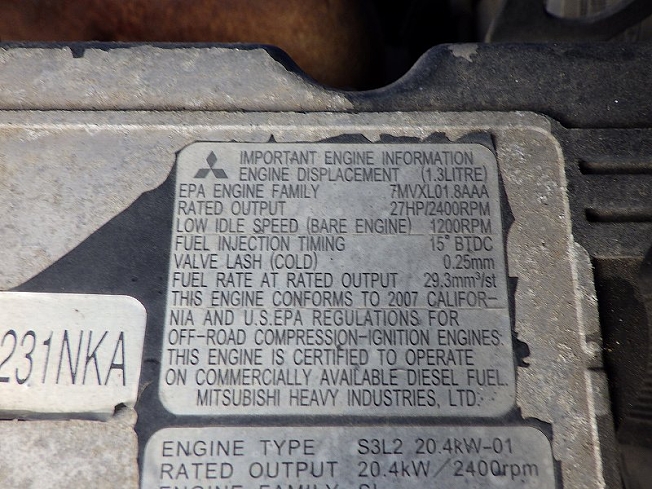 IMPORTANT ENGINE INFORMATION
ENGINE DISPLACEMENT (1.3LITRE)
EPA ENGINE FAMILY 7MVXL01.8AAA
RATED OUTPUT 27HP/2400RPM
LOW IDLE SPEED (BARE ENGINE) 1200RPM
FUEL INJECTION TIMING 15° BTDC
VALVE LASH (COLD) 0.25mm
FUEL RATE AT RATED OUTPUT 29.3mm³/st
THIS ENGINE CONFORMS TO 2007 CALIFOR-
NIA AND U.S.EPA REGULATIONS FOR
OFF-ROAD COMPRESSION-IGNITION ENGINES.
THIS ENGINE IS CERTIFIED TO OPERATE
ON COMMERCIALLY AVAILABLE DIESEL FUEL.
MITSUBISHI HEAVY INDUSTRIES, LTD.
231NKA
ENGINE TYPE S3L2 20.4kW-01
RATED OUTPUT 20.4kW/2400rpm
ENGINE FAMILY